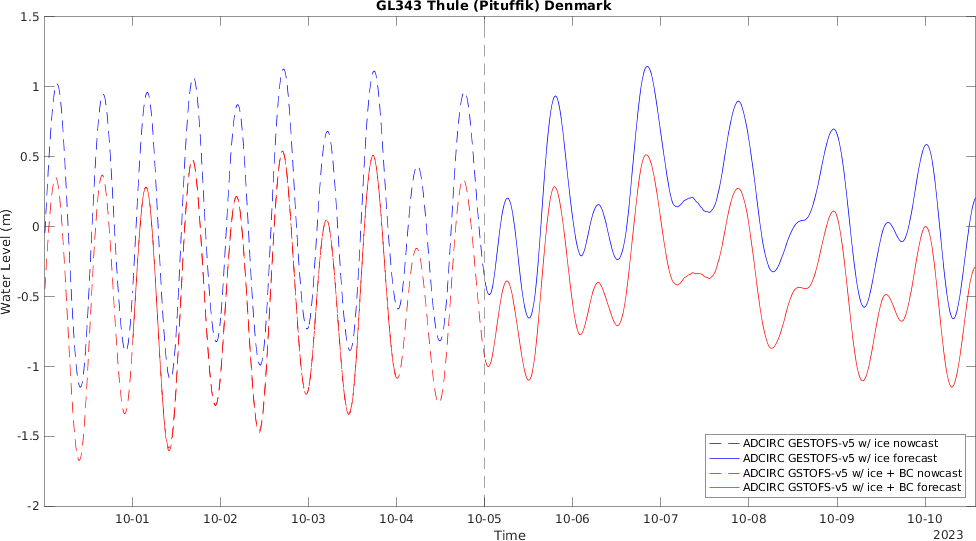 GL343 Thule (Pituffik) Denmark
1.5
1
0.5
0
-0.5
-1
-1.5
-2
Water Level (m)
ADCIRC GESTOFS-v5 w/ ice nowcast
ADCIRC GESTOFS-v5 w/ ice forecast
ADCIRC GSTOFS-v5 w/ ice + BC nowcast
ADCIRC GSTOFS-v5 w/ ice + BC forecast
10-01 10-02 10-03 10-04 10-05 10-06 10-07 10-08 10-09 10-10
Time
2023